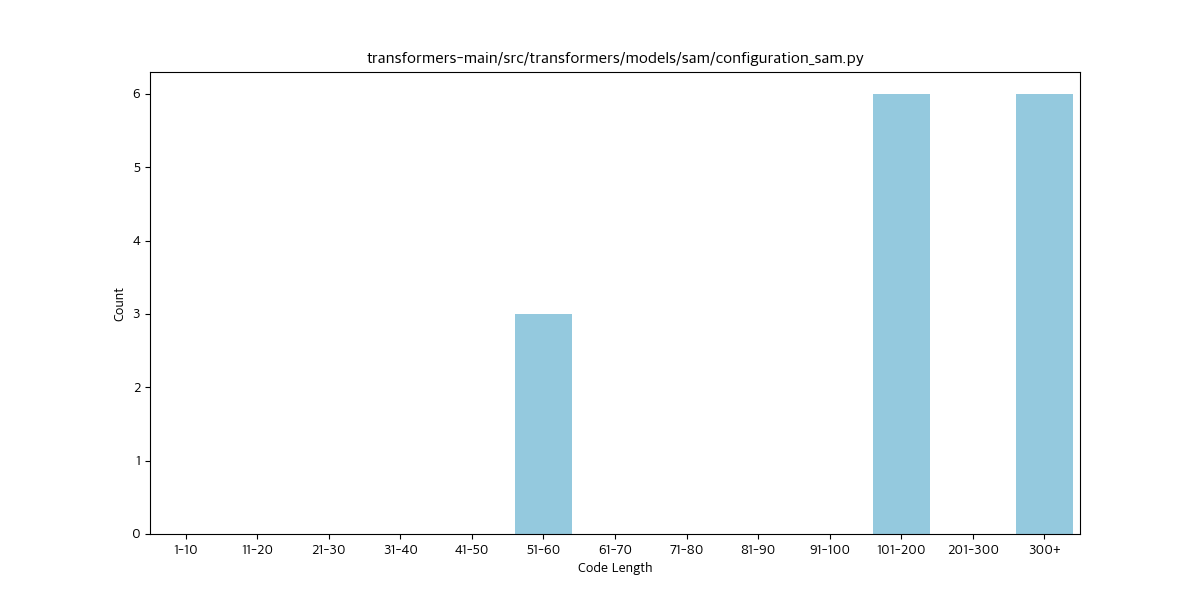 transformers-main/src/transformers/models/sam/configuration_sam.py
6
5
4
3
2
1
0
Count
1-10 11-20 21-30 31-40 41-50 51-60 61-70 71-80 81-90 91-100 101-200 201-300 300+
Code Length